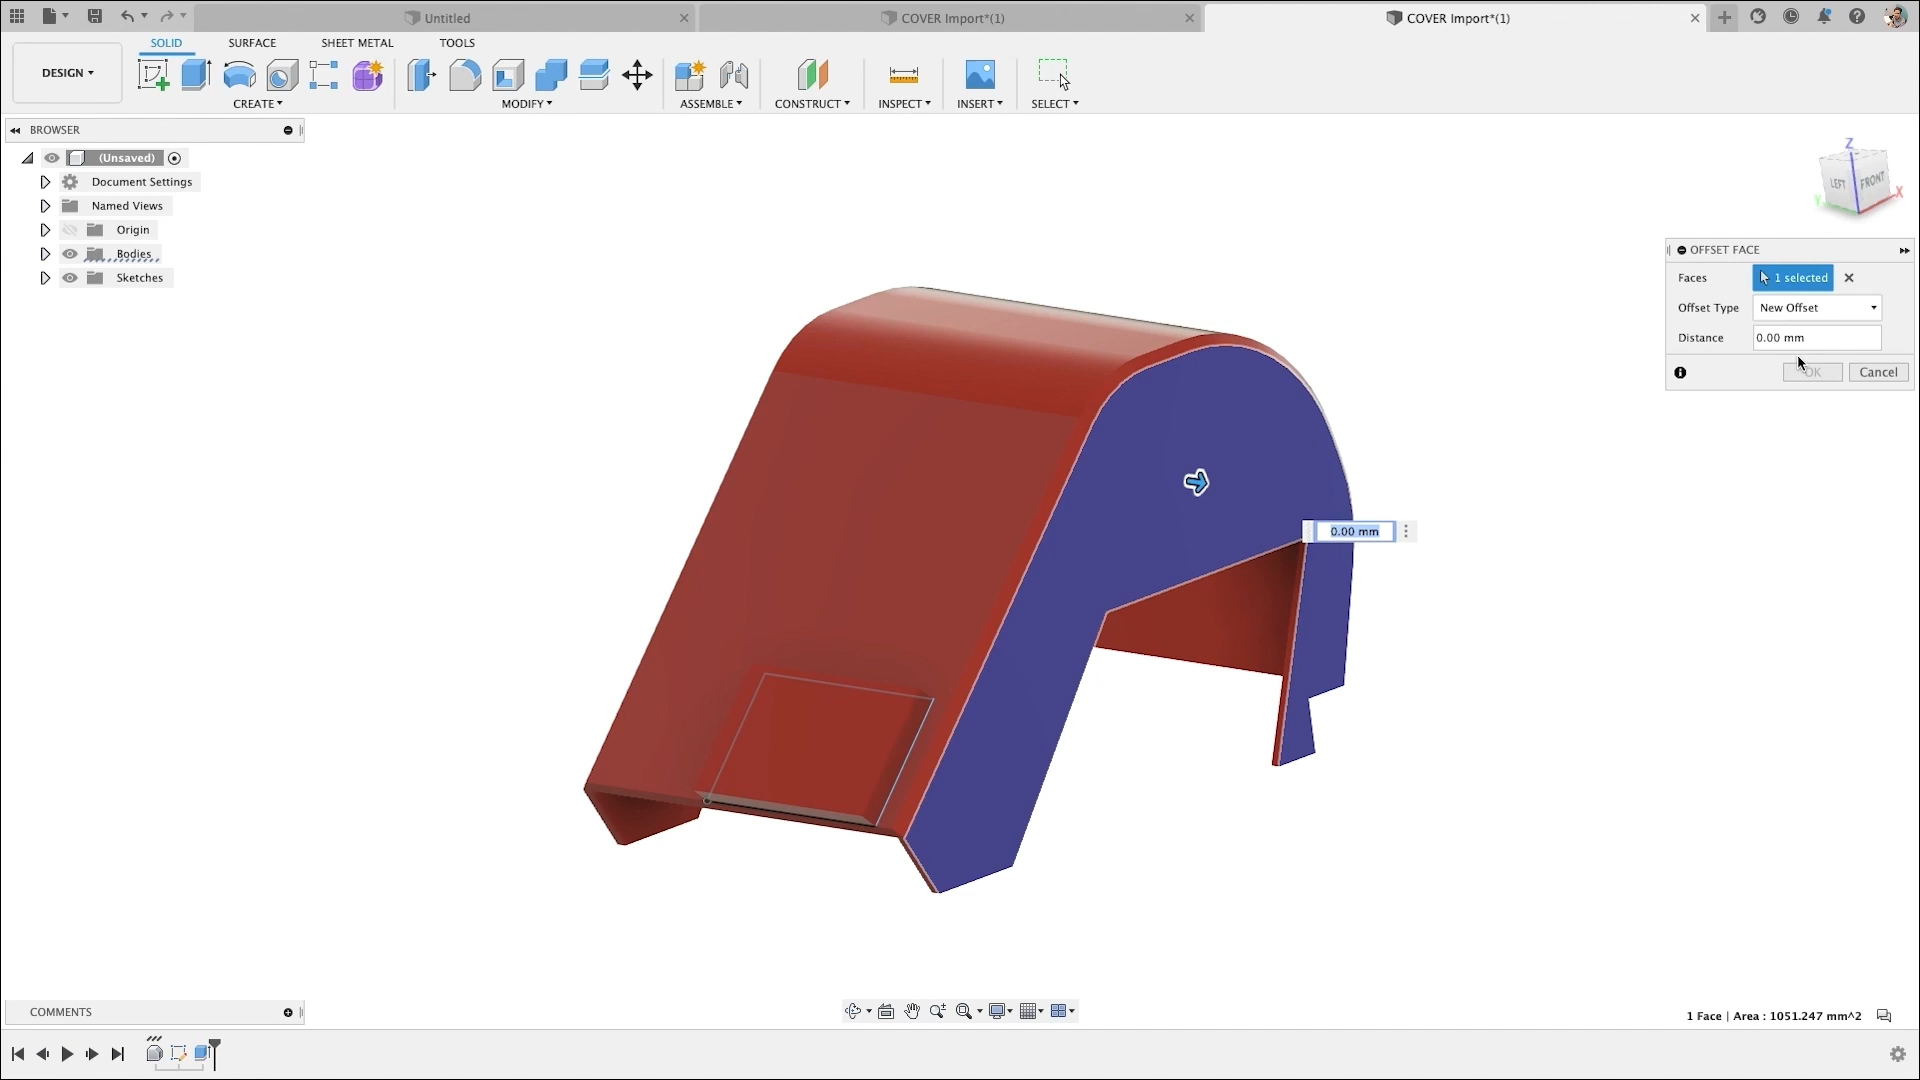 Untitled
COVER Import*(1)
COVER Import*(1)
DESIGN
SOLID
SURFACE
SHEET METAL
TOOLS
CREATE
MODIFY
ASSEMBLE
CONSTRUCT
INSPECT
INSERT
SELECT
BROWSER
(Unsaved)
Document Settings
Named Views
Origin
Bodies
Sketches
Z
LEFT
FRONT
X
Y
OFFSET FACE
Faces
1 selected
Offset Type
New Offset
Distance
0.00 mm
OK
Cancel
0.00 mm
COMMENTS
1 Face | Area : 1051.247 mm^2